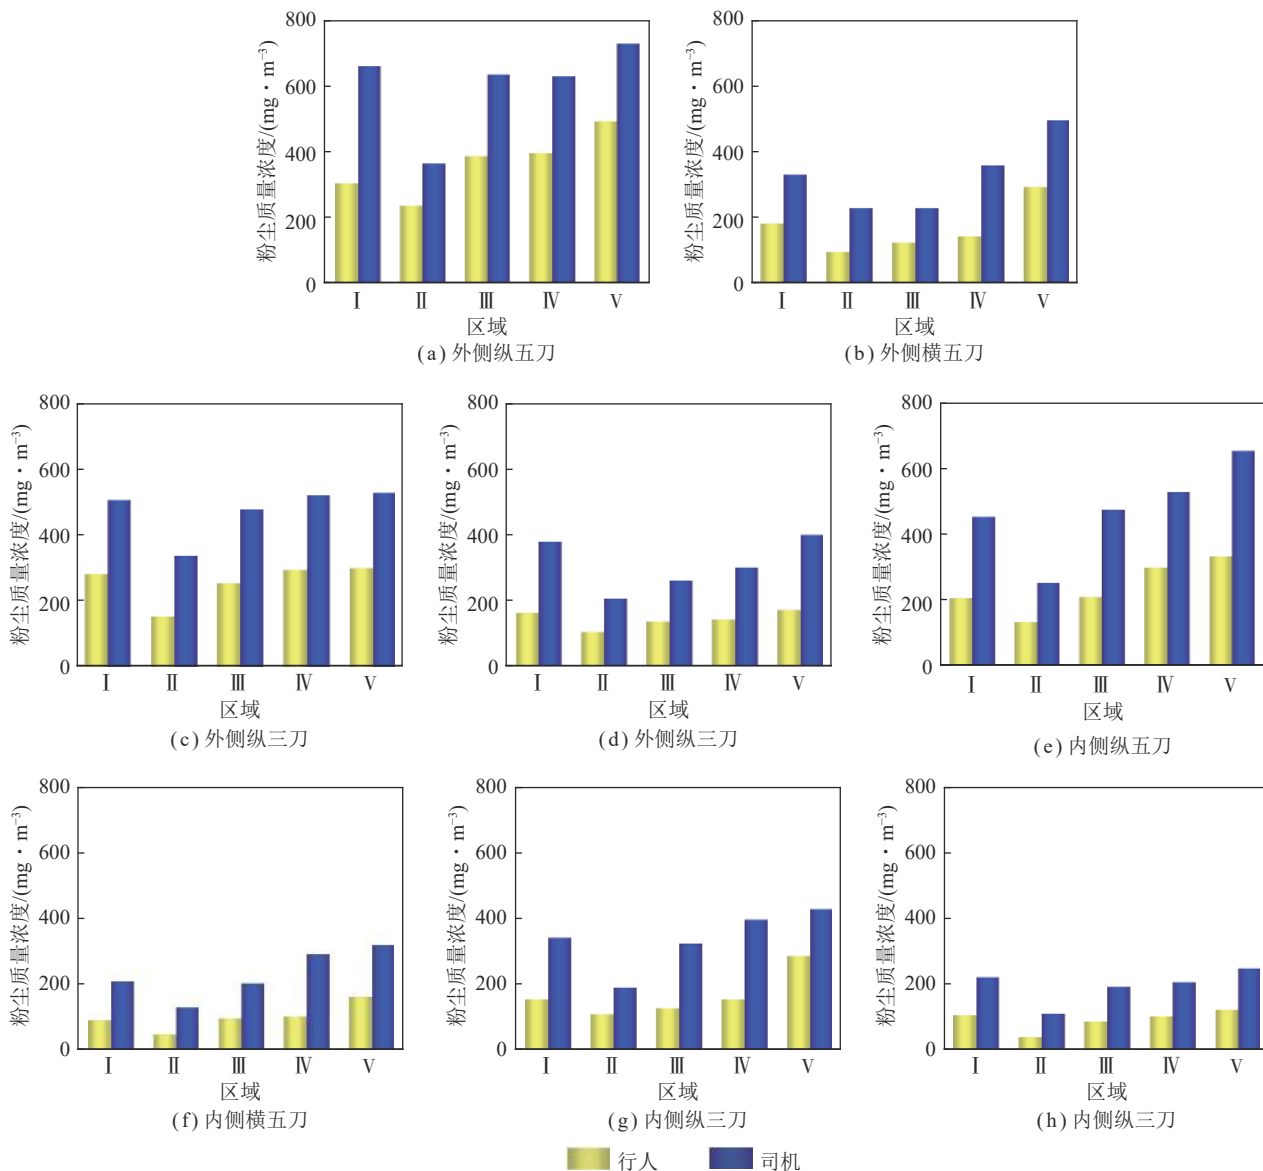 粉尘质量浓度/(mg·m⁻³)
800
600
400
200
0
Ⅰ Ⅱ Ⅲ Ⅳ Ⅴ
区域
(a) 外侧纵五刀
粉尘质量浓度/(mg·m⁻³)
800
600
400
200
0
Ⅰ Ⅱ Ⅲ Ⅳ Ⅴ
区域
(b) 外侧横五刀
粉尘质量浓度/(mg·m⁻³)
800
600
400
200
0
Ⅰ Ⅱ Ⅲ Ⅳ Ⅴ
区域
(c) 外侧纵三刀
粉尘质量浓度/(mg·m⁻³)
800
600
400
200
0
Ⅰ Ⅱ Ⅲ Ⅳ Ⅴ
区域
(d) 外侧纵三刀
粉尘质量浓度/(mg·m⁻³)
800
600
400
200
0
Ⅰ Ⅱ Ⅲ Ⅳ Ⅴ
区域
(e) 内侧纵五刀
粉尘质量浓度/(mg·m⁻³)
800
600
400
200
0
Ⅰ Ⅱ Ⅲ Ⅳ Ⅴ
区域
(f) 内侧横五刀
粉尘质量浓度/(mg·m⁻³)
800
600
400
200
0
Ⅰ Ⅱ Ⅲ Ⅳ Ⅴ
区域
(g) 内侧纵三刀
粉尘质量浓度/(mg·m⁻³)
800
600
400
200
0
Ⅰ Ⅱ Ⅲ Ⅳ Ⅴ
区域
(h) 内侧纵三刀
行人 司机